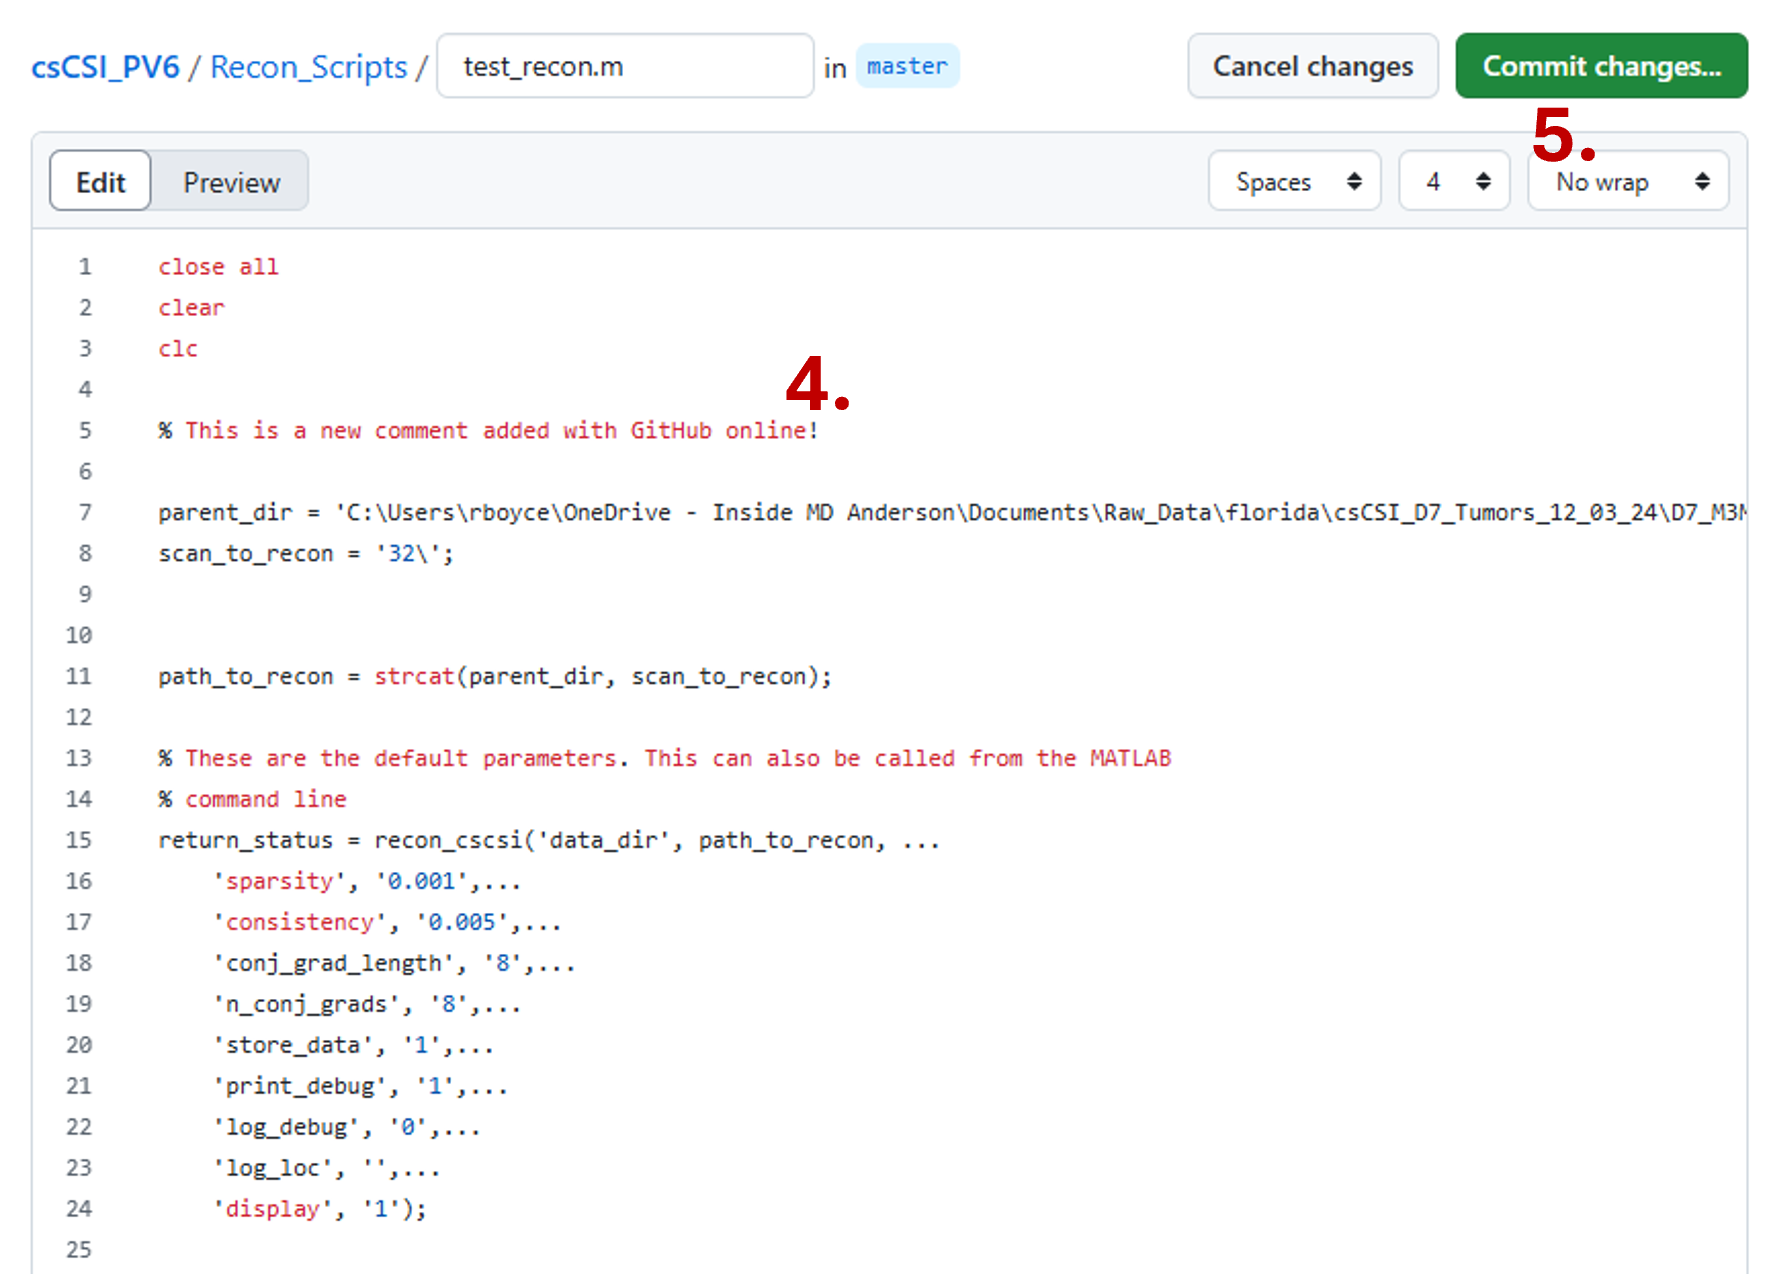 csCSI_PV6 / Recon_Scripts / test_recon.m in master Cancel changes Commit changes...
5.
Edit Preview Spaces 4 No wrap
1 close all
2 clear
3 clc
4
4.
5 % This is a new comment added with GitHub online!
6
7 parent_dir = 'C:\Users\rboyce\OneDrive - Inside MD Anderson\Documents\Raw_Data\florida\csCSI_D7_Tumors_12_03_24\D7_M3
8 scan_to_recon = '32\';
9
10
11 path_to_recon = strcat(parent_dir, scan_to_recon);
12
13 % These are the default parameters. This can also be called from the MATLAB
14 % command line
15 return_status = recon_cscsi('data_dir', path_to_recon, ...
16 'sparsity', '0.001',...
17 'consistency', '0.005',...
18 'conj_grad_length', '8',...
19 'n_conj_grads', '8',...
20 'store_data', '1',...
21 'print_debug', '1',...
22 'log_debug', '0',...
23 'log_loc', '',...
24 'display', '1');
25